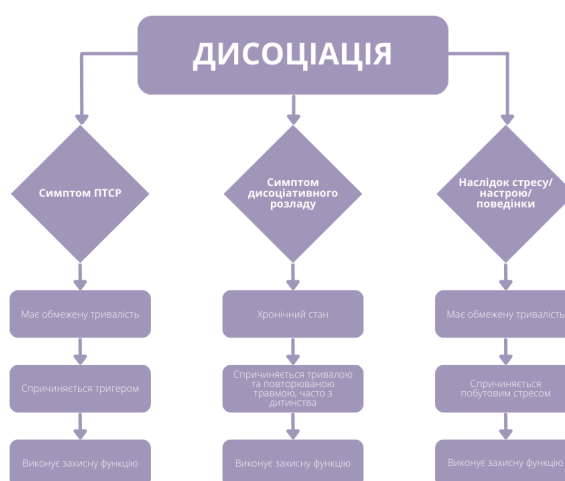 ДИСОЦІАЦІЯ
Симптом ПТСР
Симптом
дисоціативного
розладу
Наслідок стресу/
настрою/
поведінки
Має обмежену тривалість
Хронічний стан
Має обмежену тривалість
Спричиняється тригером
Спричиняється тривалою
та повторюваною
травмою, часто з
дитинства
Спричиняється
побутовим стресом
Виконує захисну функцію
Виконує захисну функцію
Виконує захисну функцію